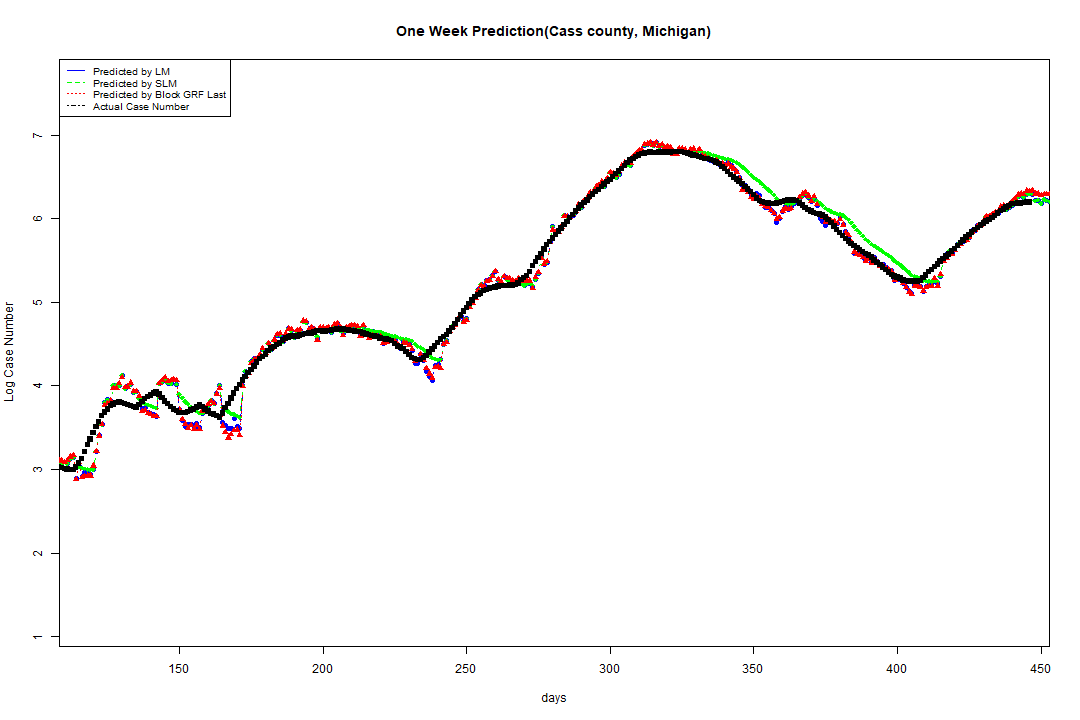 One Week Prediction(Cass county, Michigan)
Predicted by LM
Predicted by SLM
Predicted by Block GRF Last
Actual Case Number
7
6
5
4
3
2
1
Log Case Number
150 200 250 300 350 400 450
days